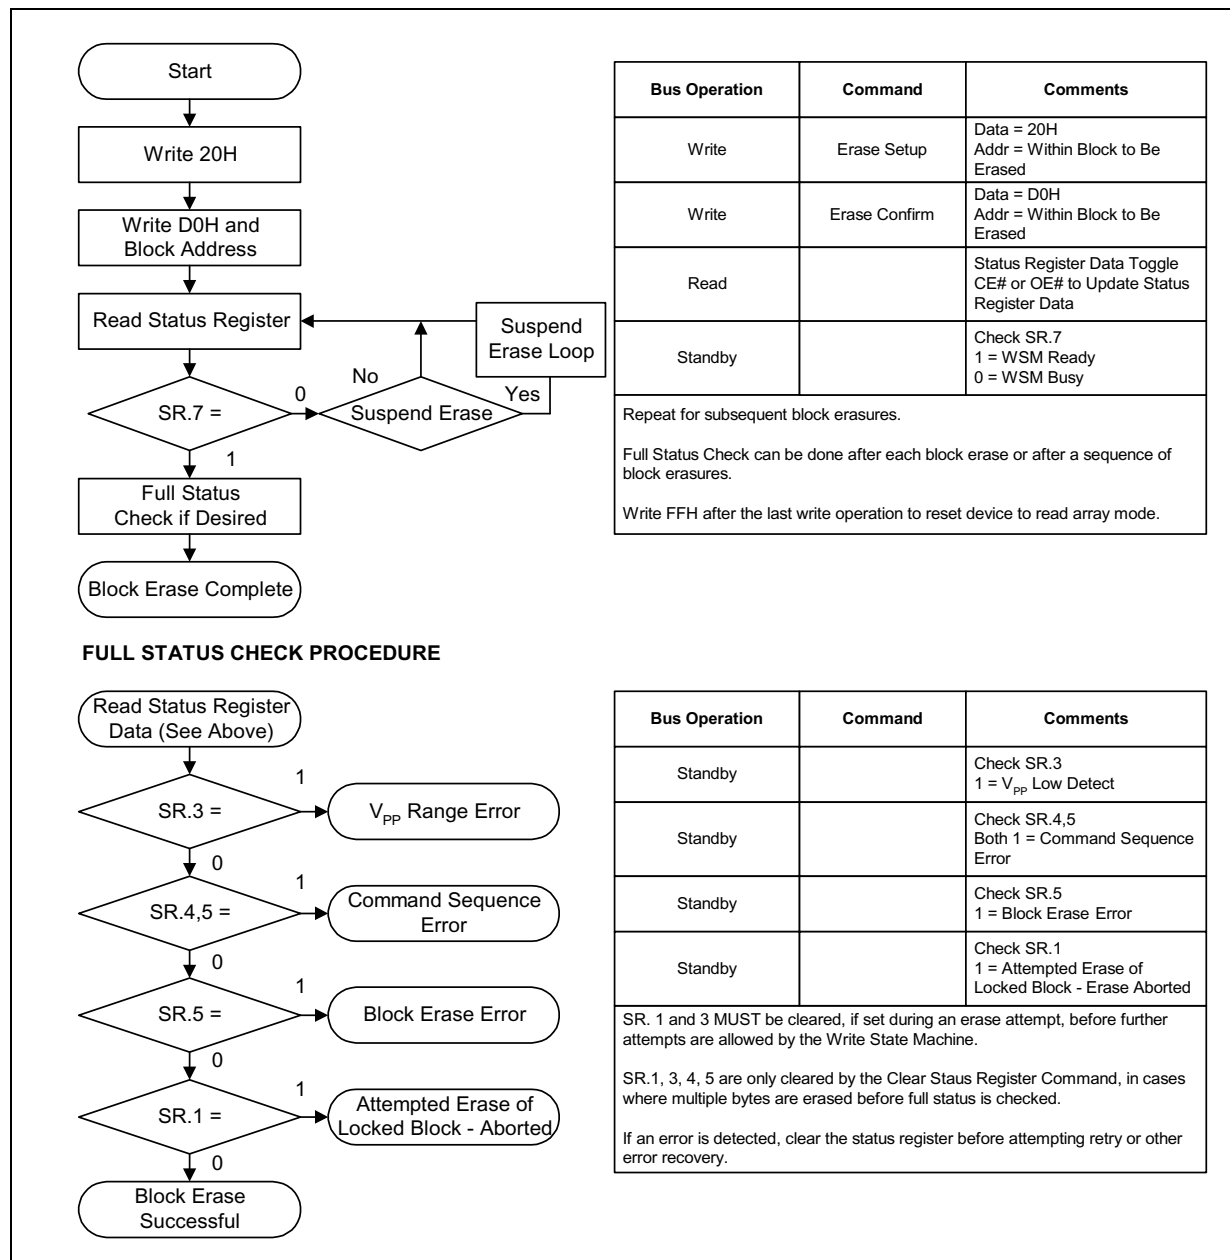 Start
Write 20H
Write D0H and
Block Address
Read Status Register
Suspend
Erase Loop
No
Yes
SR.7 =
0
Suspend Erase
1
Full Status
Check if Desired
Block Erase Complete
Bus Operation Command Comments
Write Erase Setup Data = 20H
Addr = Within Block to Be
Erased
Write Erase Confirm Data = D0H
Addr = Within Block to Be
Erased
Read Status Register Data Toggle
CE# or OE# to Update Status
Register Data
Standby Check SR.7
1 = WSM Ready
0 = WSM Busy
Repeat for subsequent block erasures.
Full Status Check can be done after each block erase or after a sequence of
block erasures.
Write FFH after the last write operation to reset device to read array mode.
FULL STATUS CHECK PROCEDURE
Read Status Register
Data (See Above)
SR.3 =
1
VPP Range Error
0
SR.4,5 =
1
Command Sequence
Error
0
SR.5 =
1
Block Erase Error
0
SR.1 =
1
Attempted Erase of
Locked Block - Aborted
0
Block Erase
Successful
Bus Operation Command Comments
Standby Check SR.3
1 = VPP Low Detect
Standby Check SR.4,5
Both 1 = Command Sequence
Error
Standby Check SR.5
1 = Block Erase Error
Standby Check SR.1
1 = Attempted Erase of
Locked Block - Erase Aborted
SR. 1 and 3 MUST be cleared, if set during an erase attempt, before further
attempts are allowed by the Write State Machine.
SR.1, 3, 4, 5 are only cleared by the Clear Staus Register Command, in cases
where multiple bytes are erased before full status is checked.
If an error is detected, clear the status register before attempting retry or other
error recovery.